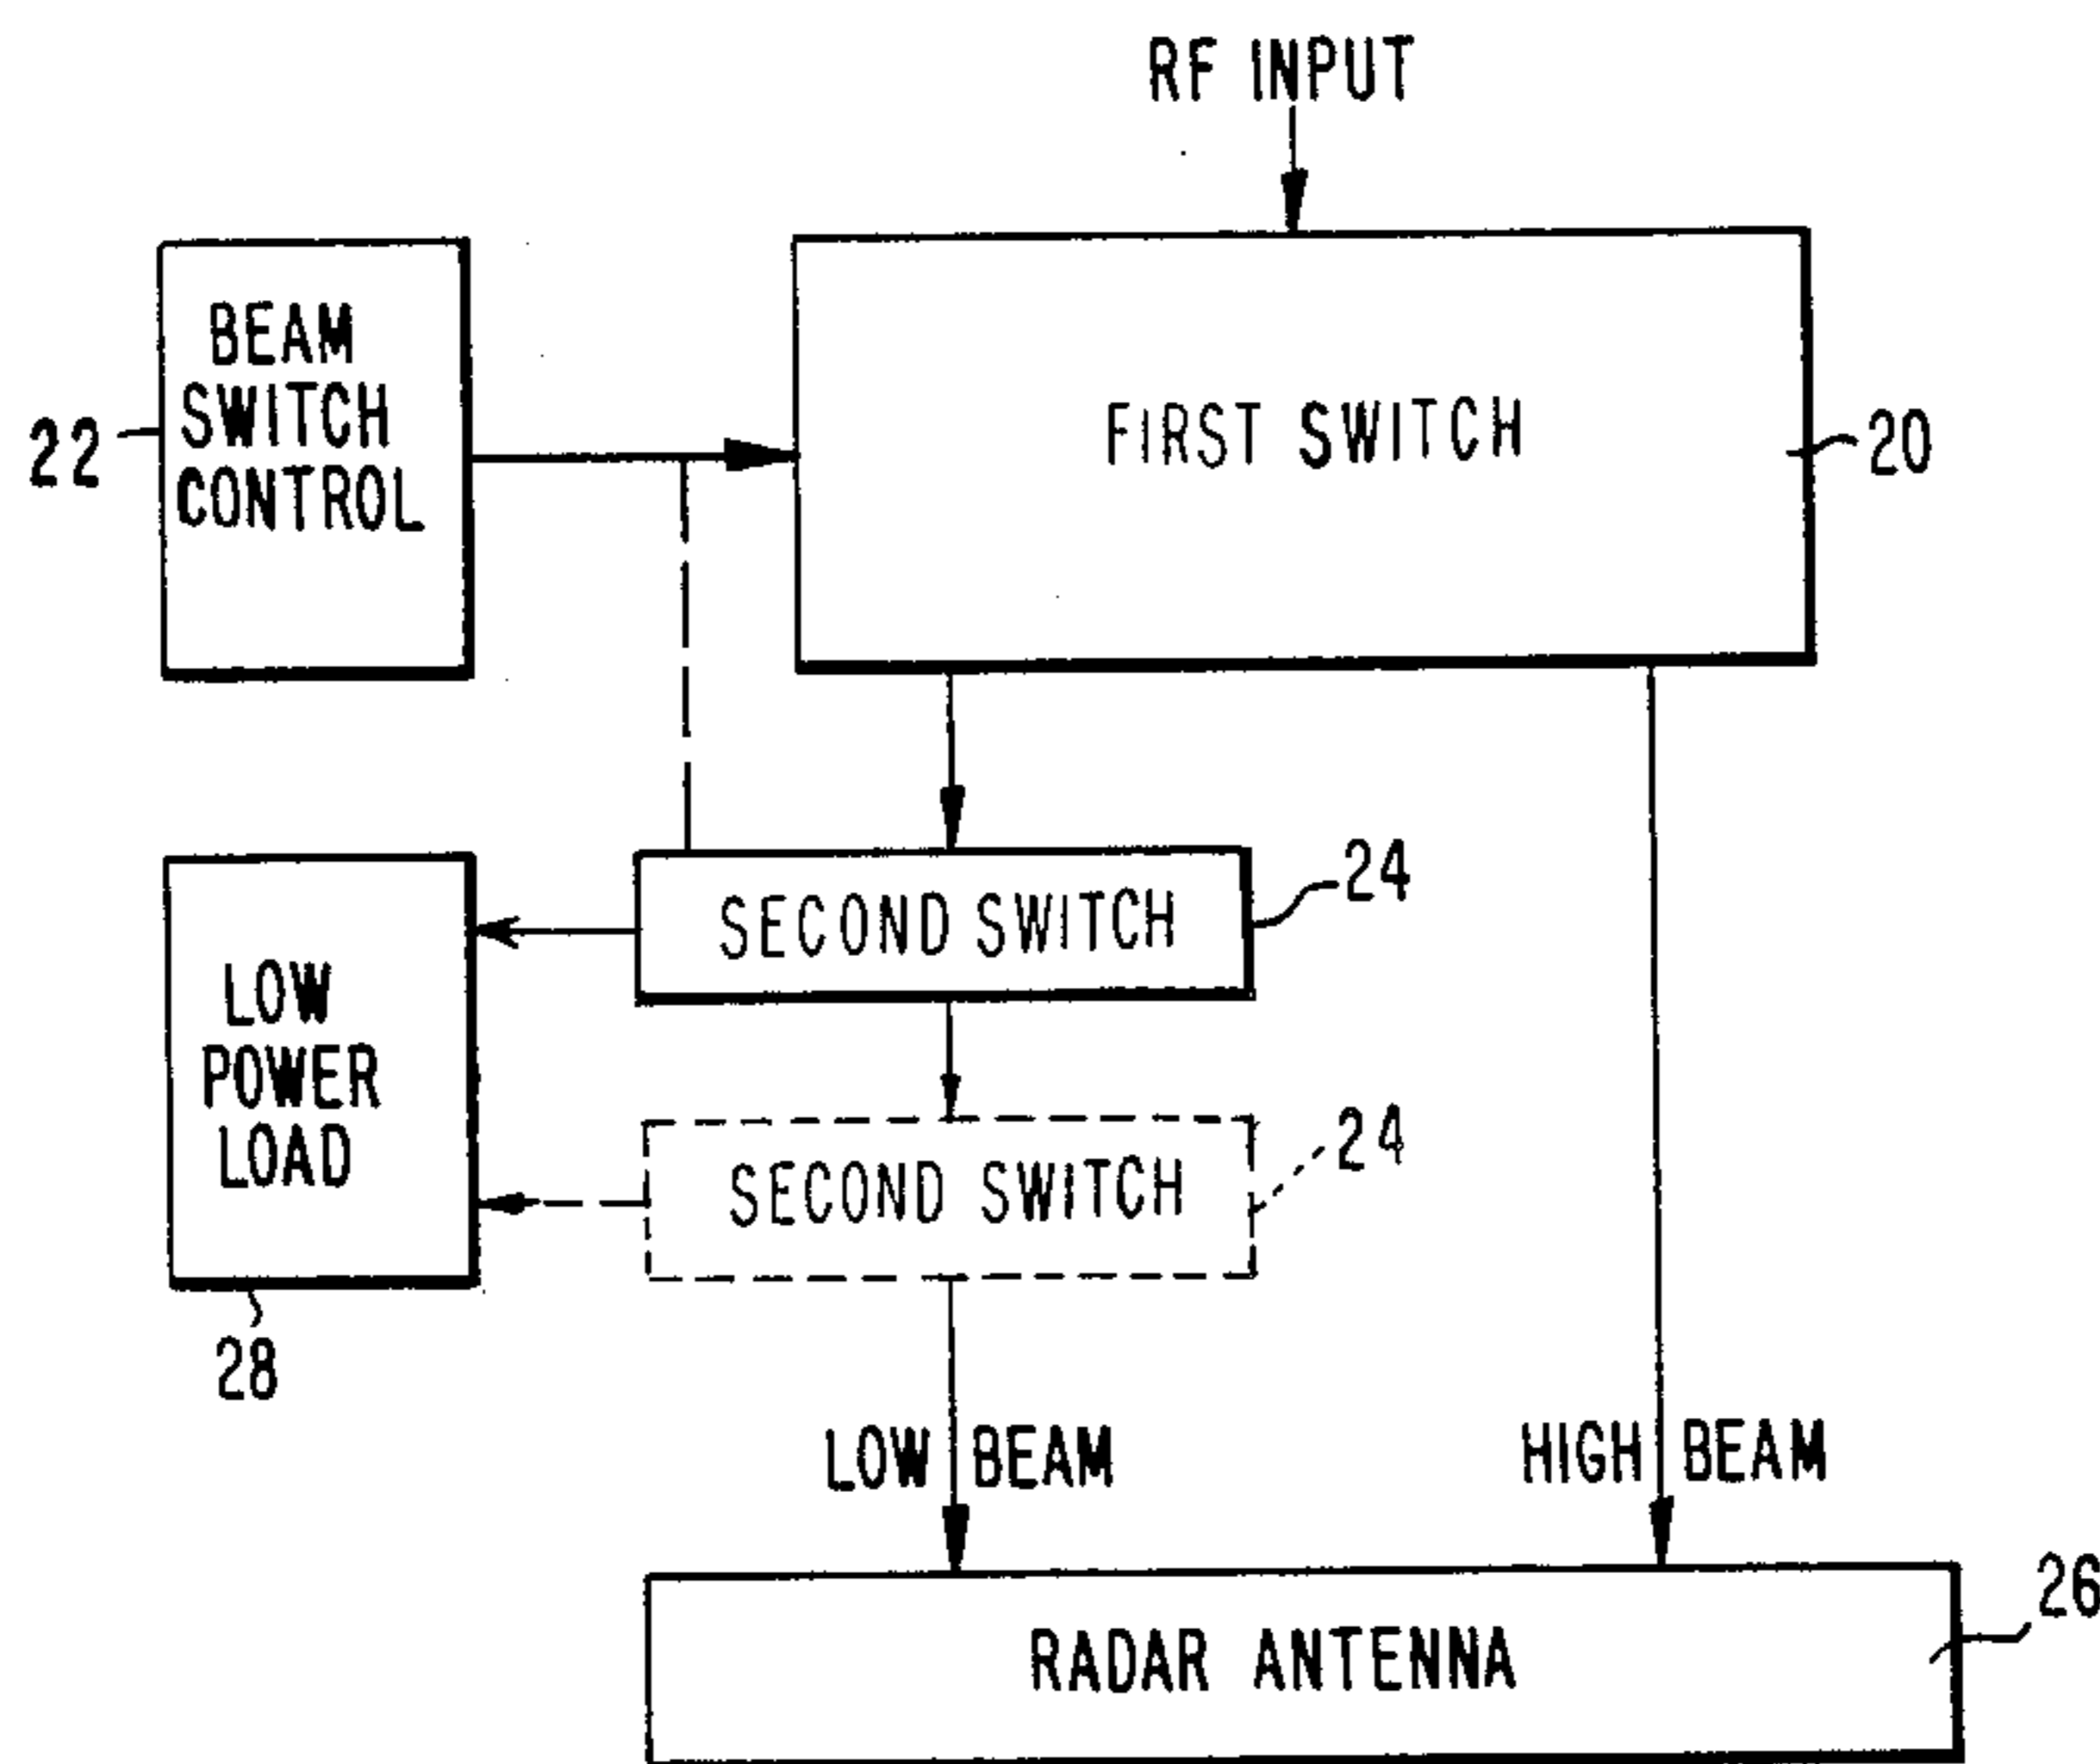 RF INPUT
BEAM
SWITCH
CONTROL
22
FIRST SWITCH
20
SECOND SWITCH
24
LOW
POWER
LOAD
28
SECOND SWITCH
24
LOW BEAM
HIGH BEAM
RADAR ANTENNA
26